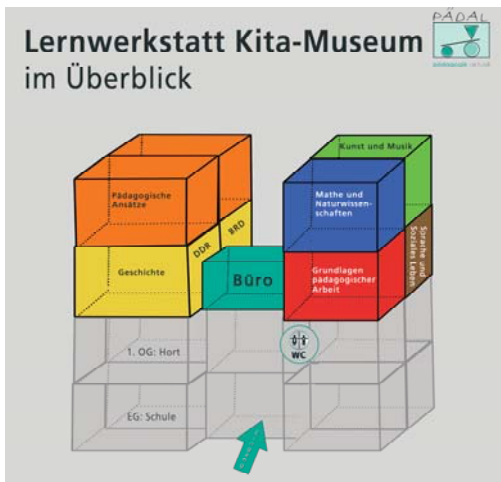 PÄDAL
Lernwerkstatt Kita-Museum
im Überblick
Kunst und Musik
Pädagogische
Ansätze
Mathe und
Naturwissen-
schaften
DDR
BRD
Geschichte
Büro
Grundlagen
pädagogischer
Arbeit
Sprache und
Soziales Leben
1. OG: Hort
WC
EG: Schule